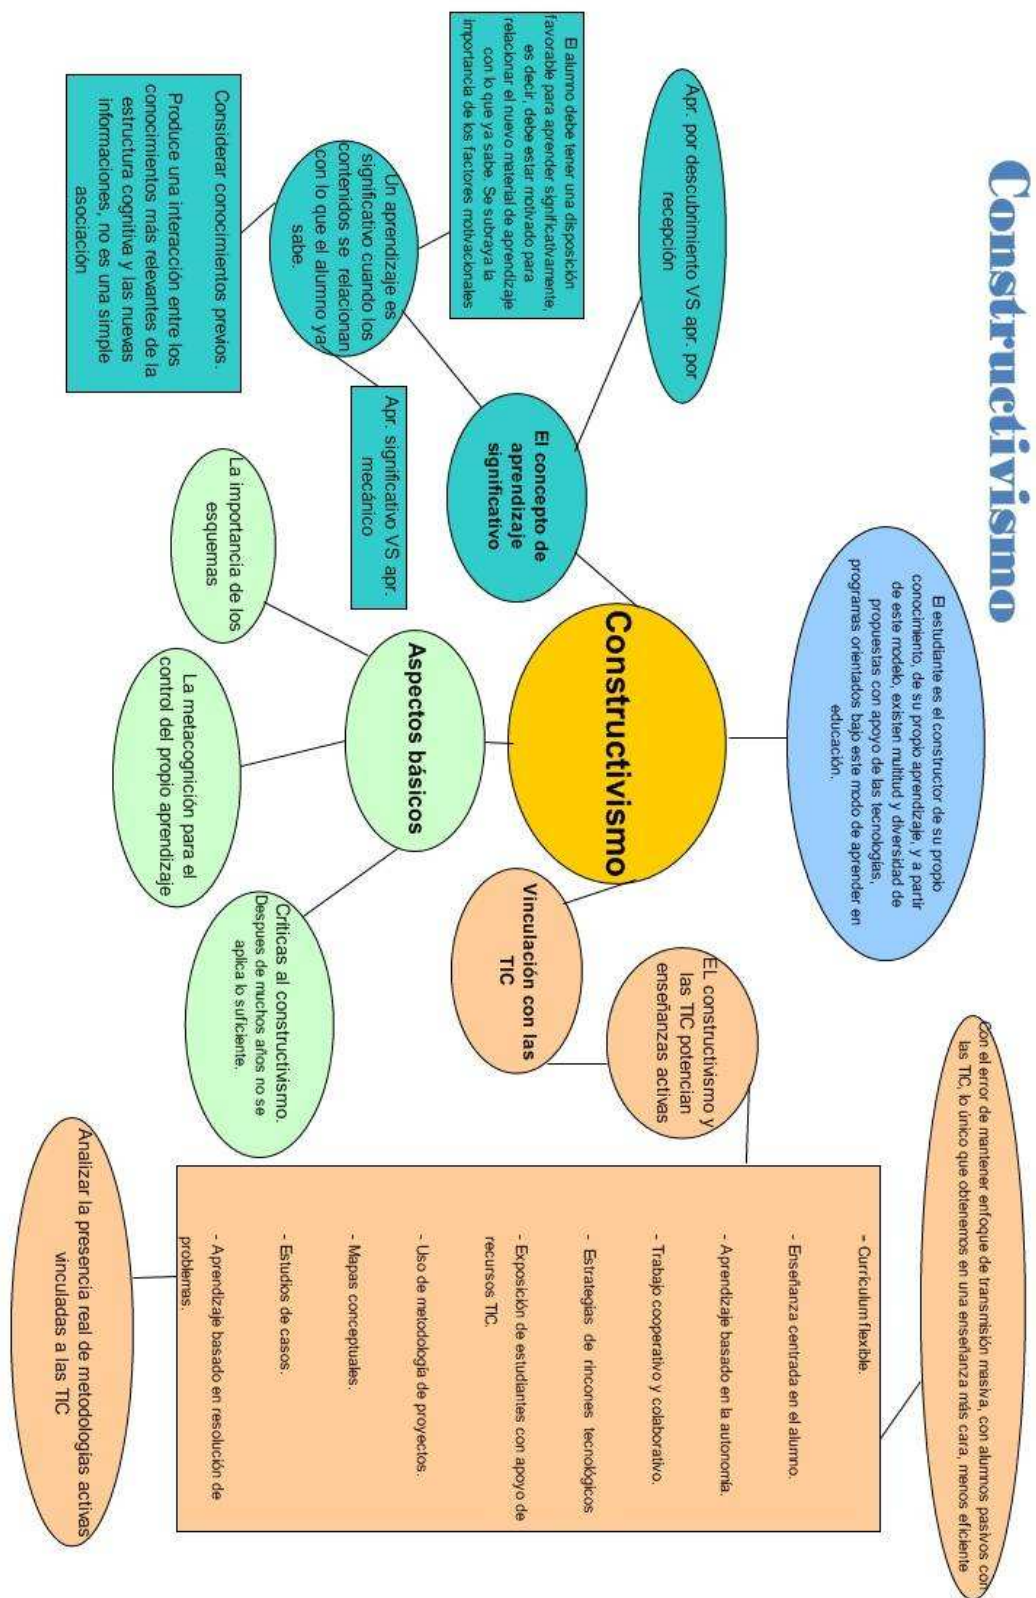 Constructivismo
El estudiante es el constructor de su propio
conocimiento, de su propio aprendizaje, y a partir
de este modelo, existen multitud y diversidad de
propuestas con apoyo de las tecnologías,
programas orientados bajo este modo de aprender en
educación.
Con el error de mantener enfoque de transmisión masiva, con alumnos pasivos con
las TIC, lo único que obtenemos en una enseñanza más cara, menos eficiente
Apr. por descubrimiento VS apr. por
recepción
El alumno debe tener una disposición
favorable para aprender significativamente,
es decir, debe estar motivado para
relacionar el nuevo material de aprendizaje
con lo que ya sabe. Se subraya la
importancia de los factores motivacionales
El concepto de
aprendizaje
significativo
Un aprendizaje es
significativo cuando los
contenidos se relacionan
con lo que el alumno ya
sabe.
Considerar conocimientos previos.
Produce una interacción entre los
conocimientos más relevantes de la
estructura cognitiva y las nuevas
informaciones, no es una simple
asociación
Apr. significativo VS apr.
mecánico
Constructivismo
Aspectos básicos
La importancia de los
esquemas
La metacognición para el
control del propio aprendizaje
Críticas al constructivismo.
Despues de muchos años no se
aplica lo suficiente.
Vinculación con las
TIC
EL constructivismo y
las TIC potencian
enseñanzas activas
- Currículum flexible.
- Enseñanza centrada en el alumno.
- Aprendizaje basado en la autonomía.
- Trabajo cooperativo y colaborativo.
- Estrategias de rincones tecnológicos
- Exposición de estudiantes con apoyo de
recursos TIC.
- Uso de metodología de proyectos.
- Mapas conceptuales.
- Estudios de casos.
- Aprendizaje basado en resolución de
problemas.
Analizar la presencia real de metodologías activas
vinculadas a las TIC